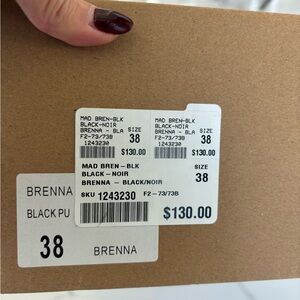 MAD BREN-BLK
BLACK-NOIR
BRENNA - BLA SIZE
F2-73/73B 38
1243230
$130.00
MAD BREN-BLK
BLACK-NOIR
BRENNA - BLA SIZE
F2-73/73B 38
1243230
$130.00
MAD BREN-BLK
BLACK-NOIR SIZE
BRENNA - BLACK/NOIR 38
SKU 1243230 F2-73/73B
$130.00
BRENNA
BLACK PU
38 BRENNA